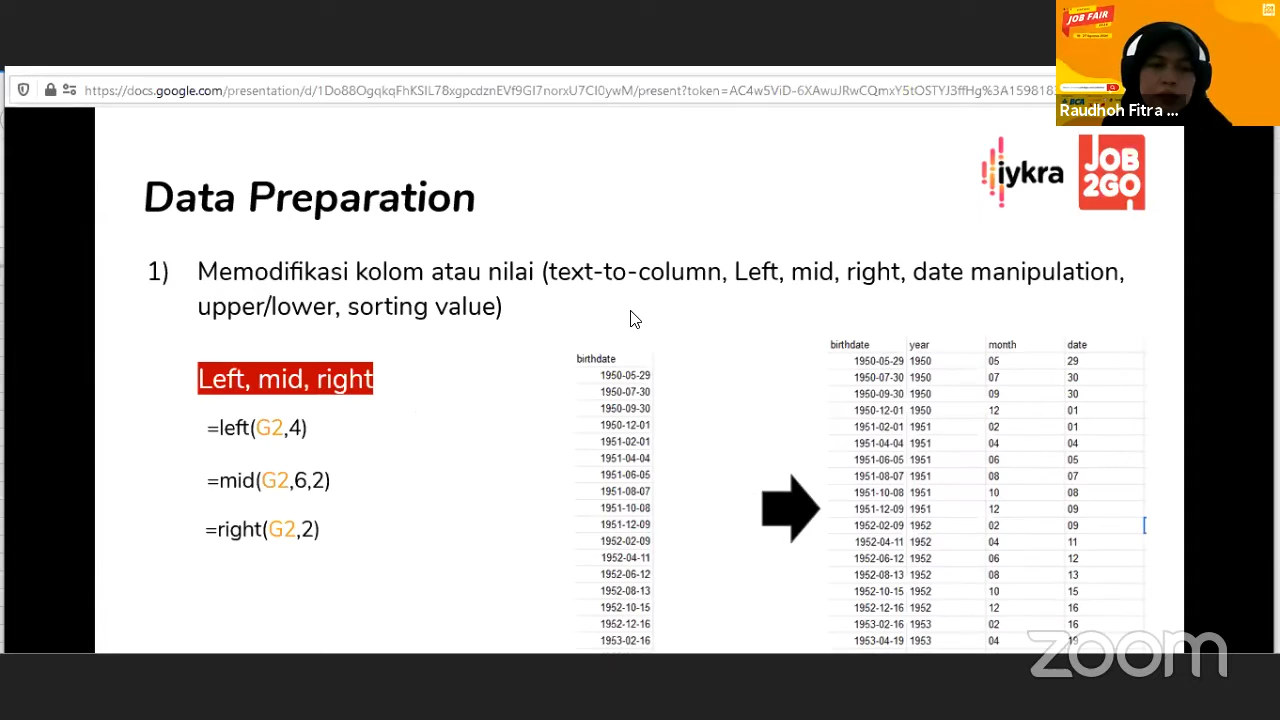 https://docs.google.com/presentation/d/1Do88OgqkqFhKSIL78xgpzdznEVf9GI7norxU7CI0ywM/present?token=AC4w5ViD-6XAwuJRwCQmxY5tOSTYJ3ffHg%3A159818
JOB FAIR
Raudhoh Fitra ...
iykra
JOB
2GO
Data Preparation
1) Memodifikasi kolom atau nilai (text-to-column, Left, mid, right, date manipulation,
upper/lower, sorting value)
Left, mid, right
=left(G2,4)
=mid(G2,6,2)
=right(G2,2)
birthdate
1950-05-29
1950-07-30
1950-09-30
1950-12-01
1951-02-01
1951-04-04
1951-06-05
1951-08-07
1951-10-08
1951-12-09
1952-02-09
1952-04-11
1952-06-12
1952-08-13
1952-10-15
1952-12-16
1953-02-16
birthdate year month date
1950-05-29 1950 05 29
1950-07-30 1950 07 30
1950-09-30 1950 09 30
1950-12-01 1950 12 01
1951-02-01 1951 02 01
1951-04-04 1951 04 04
1951-06-05 1951 06 05
1951-08-07 1951 08 07
1951-10-08 1951 10 08
1951-12-09 1951 12 09
1952-02-09 1952 02 09
1952-04-11 1952 04 11
1952-06-12 1952 06 12
1952-08-13 1952 08 13
1952-10-15 1952 10 15
1952-12-16 1952 12 16
1953-02-16 1953 02 16
1953-04-19 1953 04 19
zoom